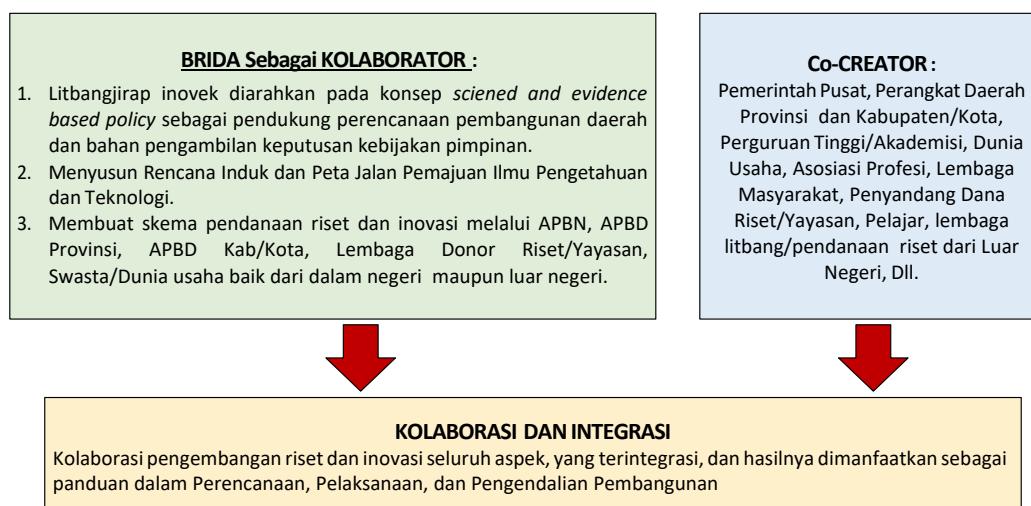 BRIDA Sebagai KOLABORATOR :
1. Litbangjirap inovek diarahkan pada konsep sciened and evidence
based policy sebagai pendukung perencanaan pembangunan daerah
dan bahan pengambilan keputusan kebijakan pimpinan.
2. Menyusun Rencana Induk dan Peta Jalan Pemajuan Ilmu Pengetahuan
dan Teknologi.
3. Membuat skema pendanaan riset dan inovasi melalui APBN, APBD
Provinsi, APBD Kab/Kota, Lembaga Donor Riset/Yayasan,
Swasta/Dunia usaha baik dari dalam negeri maupun luar negeri.
Co-CREATOR :
Pemerintah Pusat, Perangkat Daerah
Provinsi dan Kabupaten/Kota,
Perguruan Tinggi/Akademisi, Dunia
Usaha, Asosiasi Profesi, Lembaga
Masyarakat, Penyandang Dana
Riset/Yayasan, Pelajar, lembaga
litbang/pendanaan riset dari Luar
Negeri, Dll.
KOLABORASI DAN INTEGRASI
Kolaborasi pengembangan riset dan inovasi seluruh aspek, yang terintegrasi, dan hasilnya dimanfaatkan sebagai
panduan dalam Perencanaan, Pelaksanaan, dan Pengendalian Pembangunan